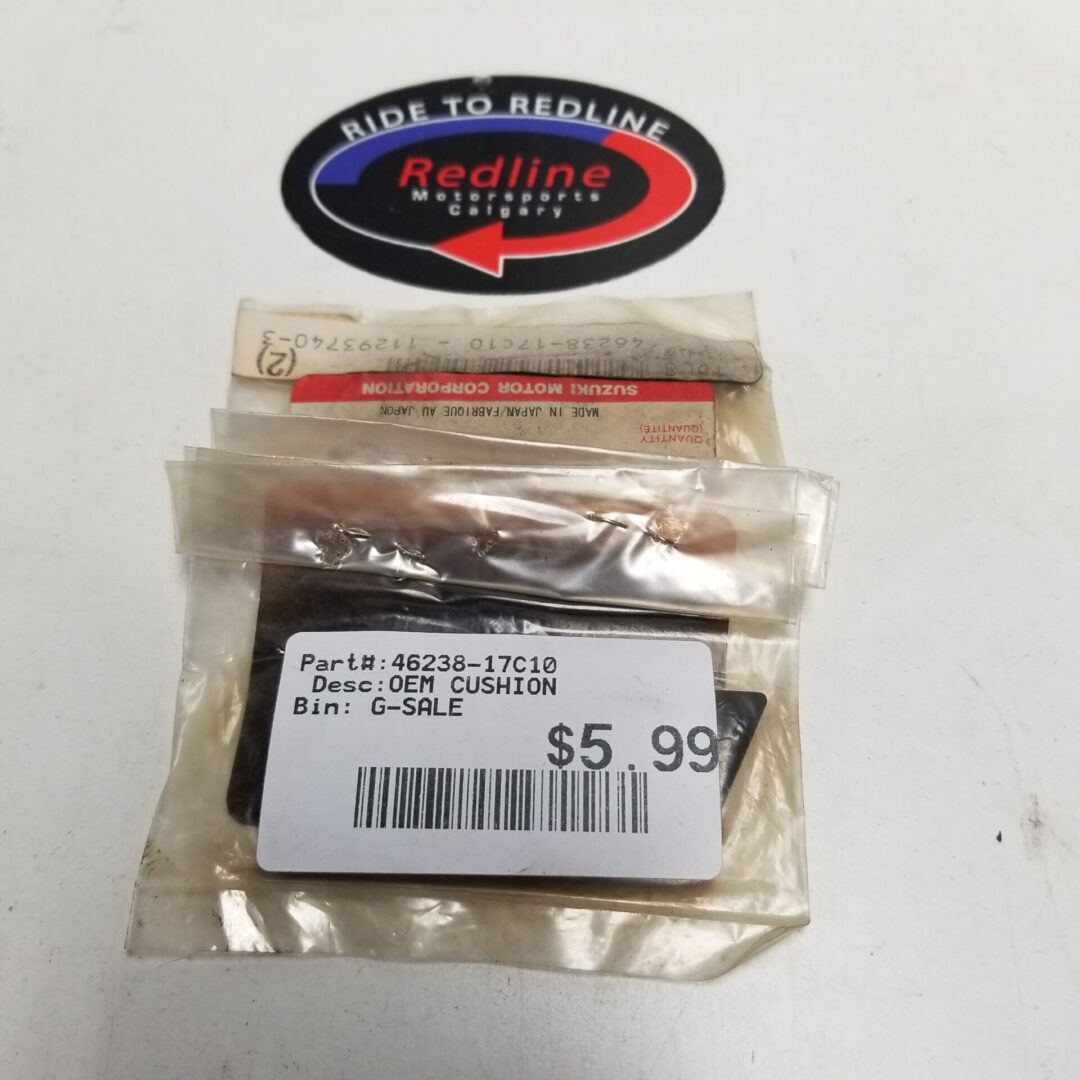 RIDE TO REDLINE
Redline
Motorsports
Calgary
46238-17C10 - 11293740-3
(2)
SUZUKI MOTOR CORPORATION
MADE IN JAPAN/FABRIQUE AU JAPON
QUANTITY
(QUANTITÉ)
Part#:46238-17C10
Desc:OEM CUSHION
Bin: G-SALE
$5.99